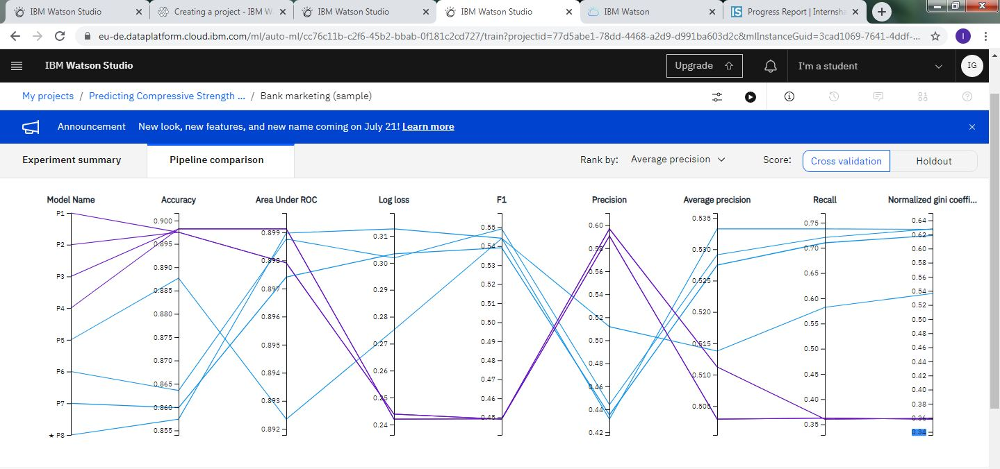 IBM Watson Studio
Creating a project - IBM W
IBM Watson Studio
IBM Watson Studio
IBM Watson
Progress Report | Internsha
eu-de.dataplatform.cloud.ibm.com/ml/auto-ml/cc76c11b-c2f6-45b2-bbab-0f181c2cd727/train?projectid=77d5abe1-78dd-4468-a2d9-d991ba603d2c&mlInstanceGuid=3cad1069-7641-4ddf-...
I
IBM Watson Studio
Upgrade
I'm a student
IG
My projects / Predicting Compressive Strength ... / Bank marketing (sample)
Announcement New look, new features, and new name coming on July 21! Learn more
Experiment summary
Pipeline comparison
Rank by: Average precision
Score: Cross validation Holdout
Model Name
P1
P2
P3
P4
P5
P6
P7
★ P8
Accuracy
0.900
0.895
0.890
0.885
0.880
0.875
0.870
0.865
0.860
0.855
Area Under ROC
0.899
0.898
0.897
0.896
0.895
0.894
0.893
0.892
Log loss
0.31
0.30
0.29
0.28
0.27
0.26
0.25
0.24
F1
0.55
0.54
0.53
0.52
0.51
0.50
0.49
0.48
0.47
0.46
0.45
Precision
0.60
0.58
0.56
0.54
0.52
0.50
0.48
0.46
0.44
0.42
Average precision
0.535
0.530
0.525
0.520
0.515
0.510
0.505
Recall
0.75
0.70
0.65
0.60
0.55
0.50
0.45
0.40
0.35
Normalized gini coeffi...
0.64
0.62
0.60
0.58
0.56
0.54
0.52
0.50
0.48
0.46
0.44
0.42
0.40
0.38
0.36
0.34